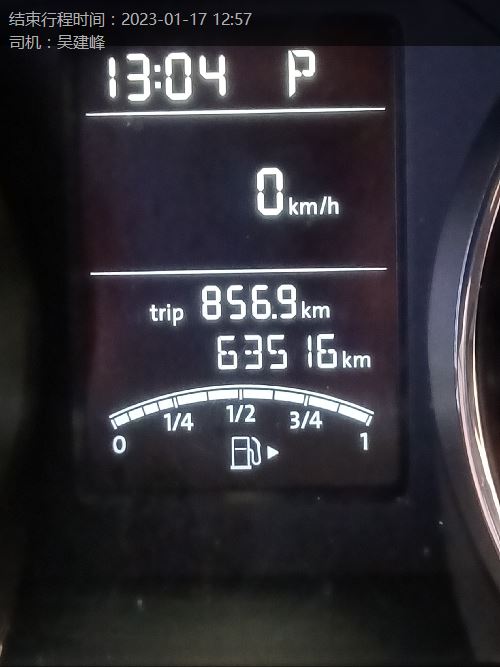 结束行程时间：2023-01-17 12:57
司机：吴建峰
13:04 P
0 km/h
trip 856.9 km
63516 km
0 1/4 1/2 3/4 1